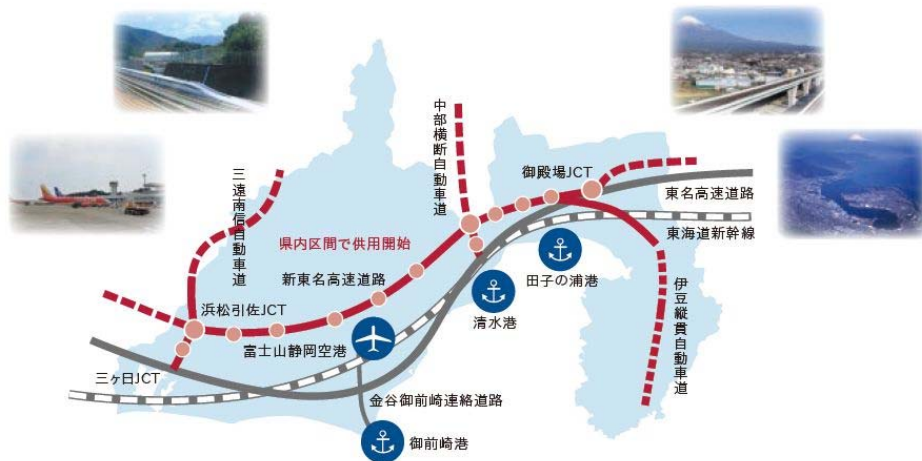 中部横断自動車道
御殿場JCT
東名高速道路
三遠南信自動車道
東海道新幹線
県内区間で供用開始
新東名高速道路
田子の浦港
伊豆縦貫自動車道
浜松引佐JCT
清水港
富士山静岡空港
三ヶ日JCT
金谷御前崎連絡道路
御前崎港